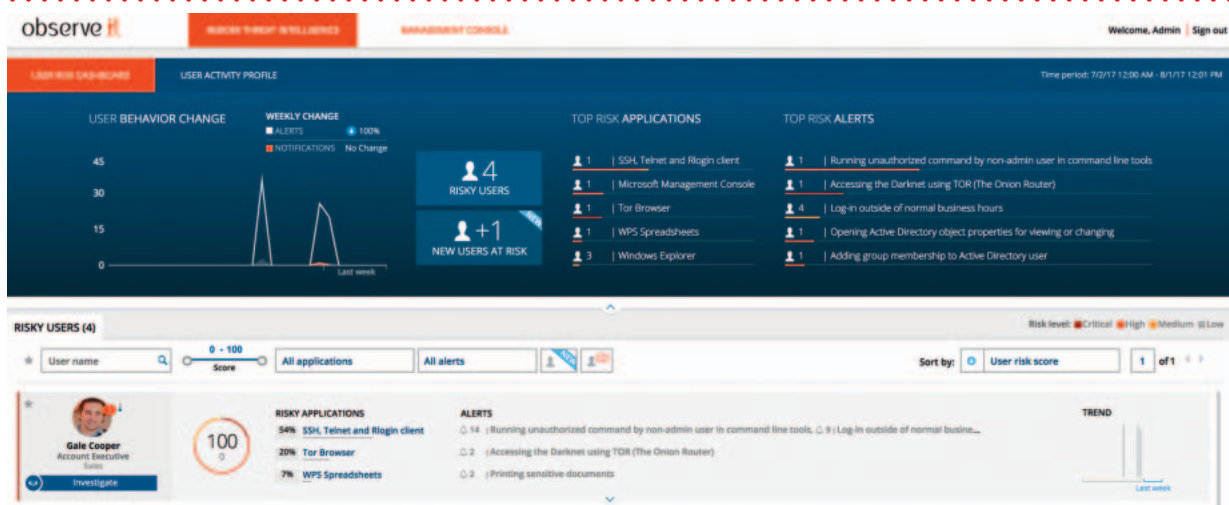 observe it
INSIDER THREAT INTELLIGENCE
MANAGEMENT CONSOLE
Welcome, Admin | Sign out
USER RISK DASHBOARD
USER ACTIVITY PROFILE
Time period: 7/2/17 12:00 AM - 8/1/17 12:01 PM
USER BEHAVIOR CHANGE
WEEKLY CHANGE
ALERTS 100%
NOTIFICATIONS No Change
45
30
15
0
Last week
4
RISKY USERS
NEW
+1
NEW USERS AT RISK
TOP RISK APPLICATIONS
1 | SSH, Telnet and Rlogin client
1 | Microsoft Management Console
1 | Tor Browser
1 | WPS Spreadsheets
3 | Windows Explorer
TOP RISK ALERTS
1 | Running unauthorized command by non-admin user in command line tools
1 | Accessing the Darknet using TOR (The Onion Router)
4 | Log-in outside of normal business hours
1 | Opening Active Directory object properties for viewing or changing
1 | Adding group membership to Active Directory user
RISKY USERS (4)
Risk level: Critical High Medium Low
User name
0 - 100
Score
All applications
All alerts
NEW
Sort by: User risk score
1 of 1
Gale Cooper
Account Executive
Sales
Investigate
100
0
RISKY APPLICATIONS
54% SSH, Telnet and Rlogin client
20% Tor Browser
7% WPS Spreadsheets
ALERTS
14 | Running unauthorized command by non-admin user in command line tools, 9 | Log-in outside of normal busine...
2 | Accessing the Darknet using TOR (The Onion Router)
2 | Printing sensitive documents
TREND
Last week